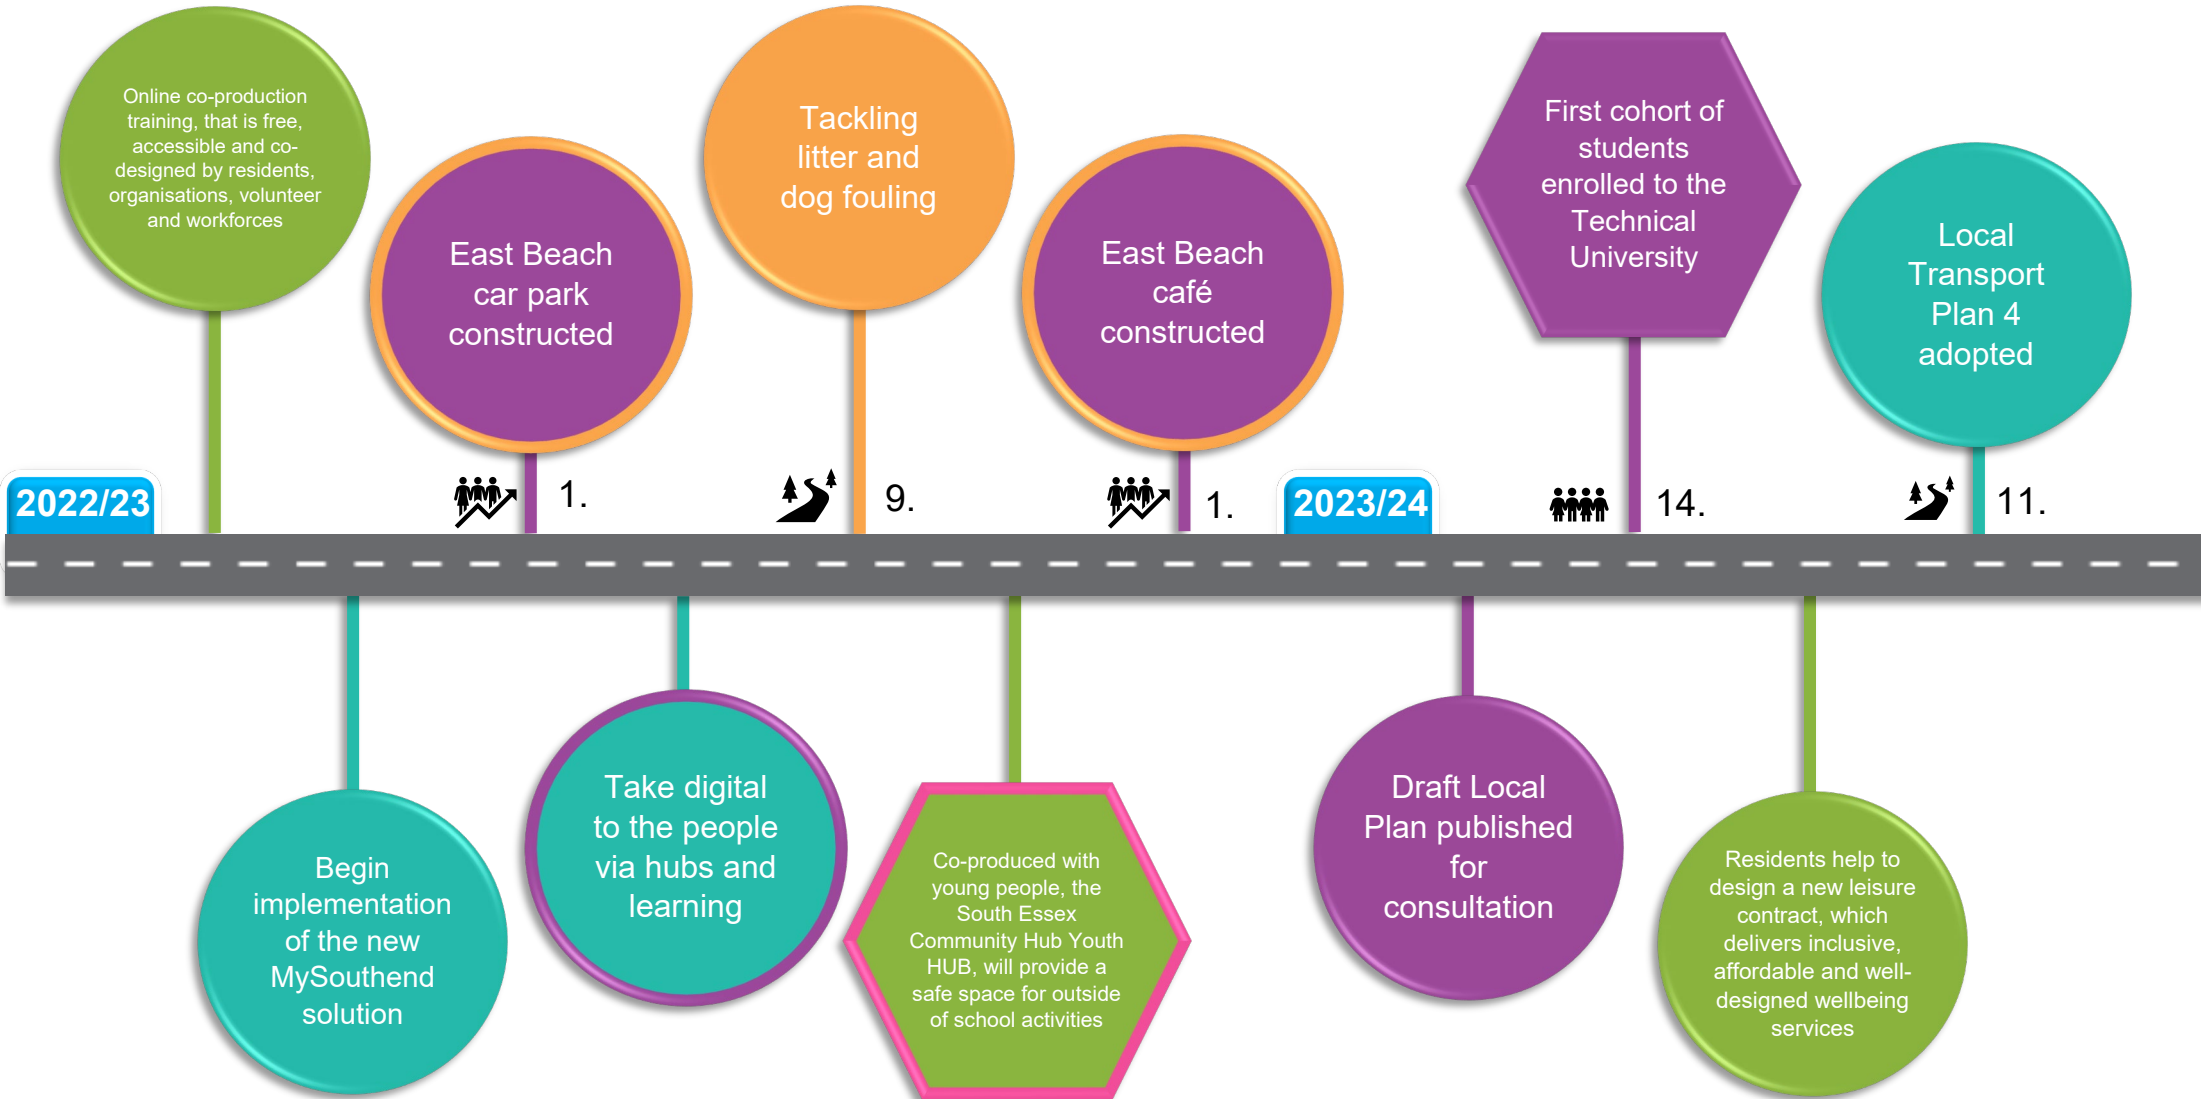 Online co-production
training, that is free,
accessible and co-
designed by residents,
organisations, volunteer
and workforces
East Beach
car park
constructed
Tackling
litter and
dog fouling
East Beach
café
constructed
First cohort of
students
enrolled to the
Technical
University
Local
Transport
Plan 4
adopted
2022/23
1.
9.
1.
2023/24
14.
11.
Begin
implementation
of the new
MySouthend
solution
Take digital
to the people
via hubs and
learning
Co-produced with
young people, the
South Essex
Community Hub Youth
HUB, will provide a
safe space for outside
of school activities
Draft Local
Plan published
for
consultation
Residents help to
design a new leisure
contract, which
delivers inclusive,
affordable and well-
designed wellbeing
services